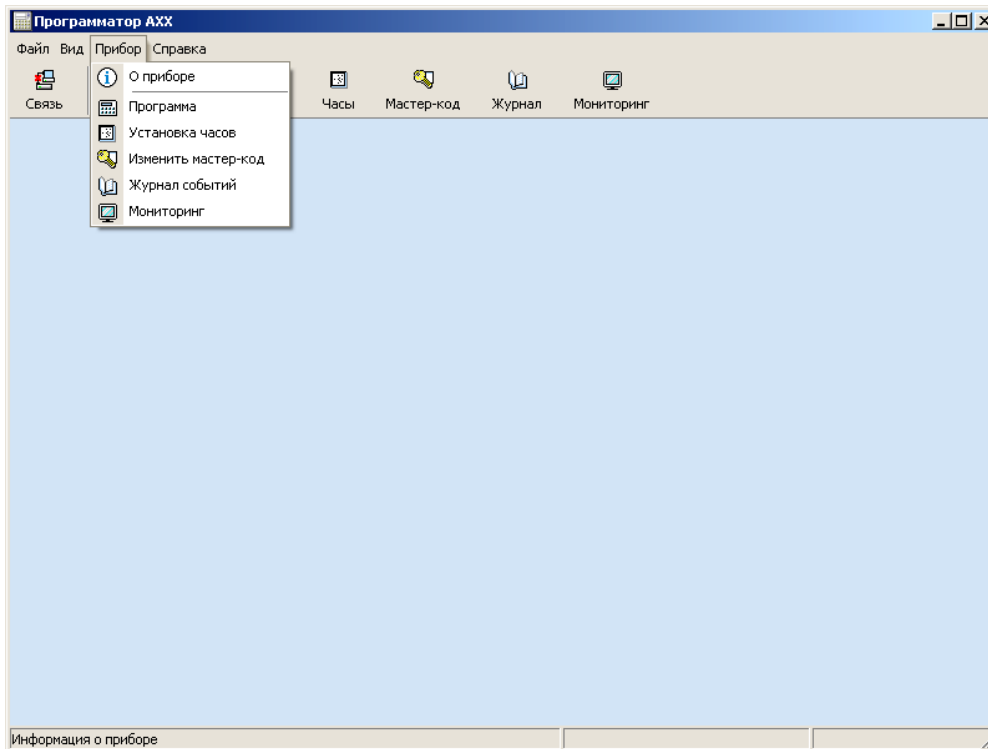 Программатор AXX
Файл Вид Прибор Справка
Связь Часы Мастер-код Журнал Мониторинг
О приборе
Программа
Установка часов
Изменить мастер-код
Журнал событий
Мониторинг
Информация о приборе